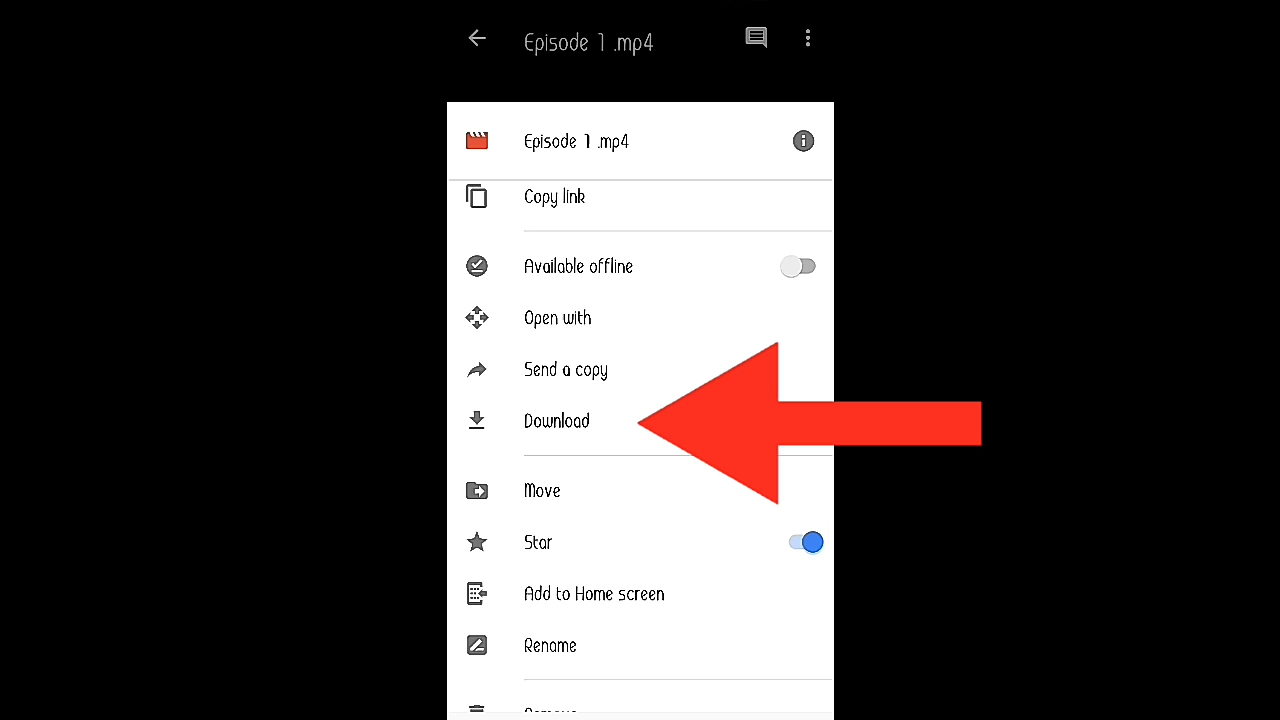 Episode 1 .mp4
Episode 1 .mp4
Copy link
Available offline
Open with
Send a copy
Download
Move
Star
Add to Home screen
Rename